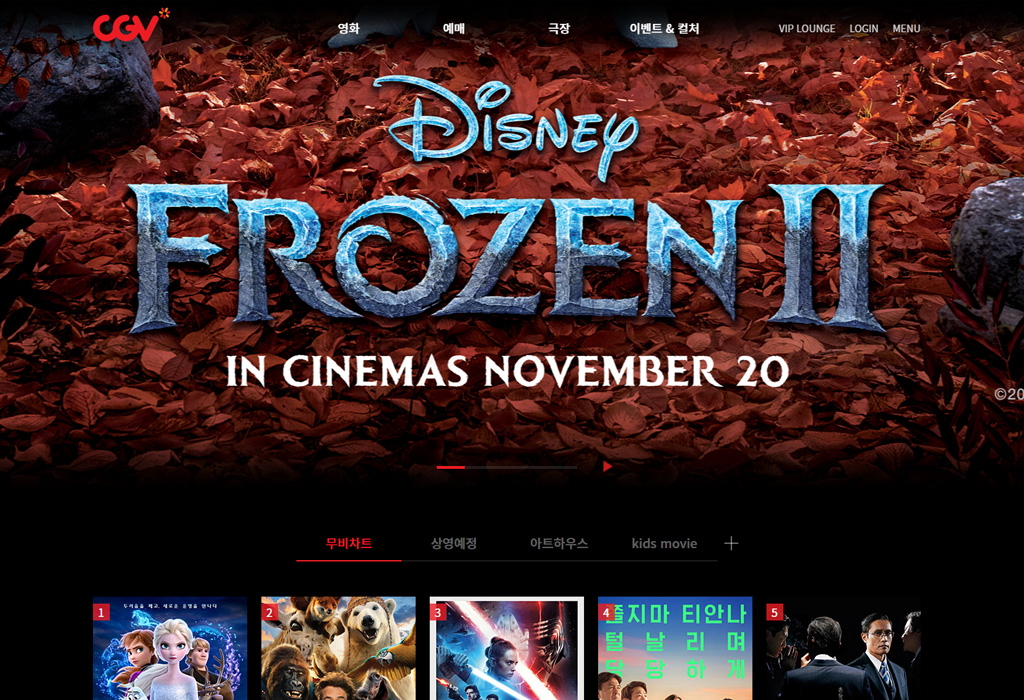 CGV
영화 예매 극장 이벤트 & 컬처 VIP LOUNGE LOGIN MENU
Disney
FROZEN II
IN CINEMAS NOVEMBER 20
©20
무비차트 상영예정 아트하우스 kids movie
1 두려움을 깨고, 새로운 운명을 만나다
2
3
4 즐지마 티안나
털 날 리 며
당 당 하 게
5